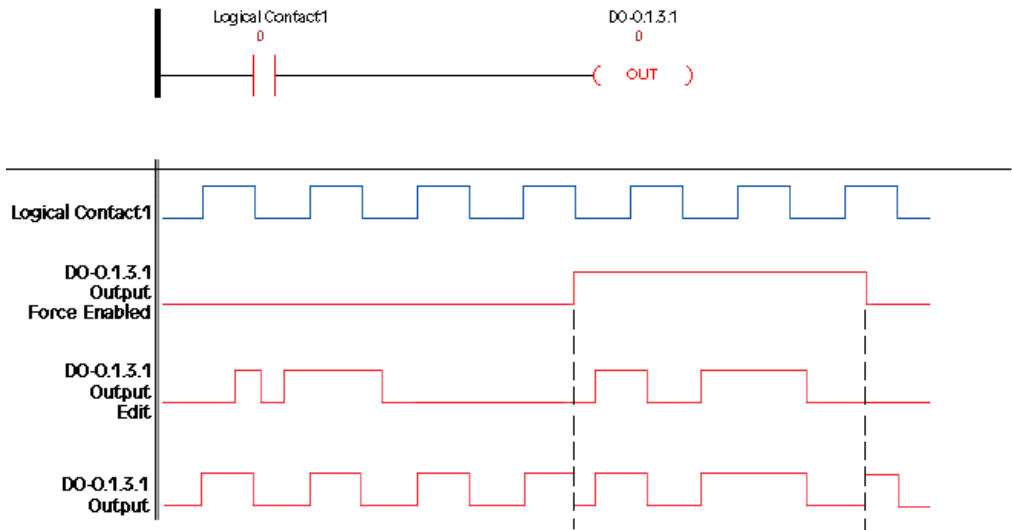 Logical Contact1
0
DO-0.1.3.1
0
OUT
Logical Contact1
DO-0.1.3.1
Output
Force Enabled
DO-0.1.3.1
Output
Edit
DO-0.1.3.1
Output